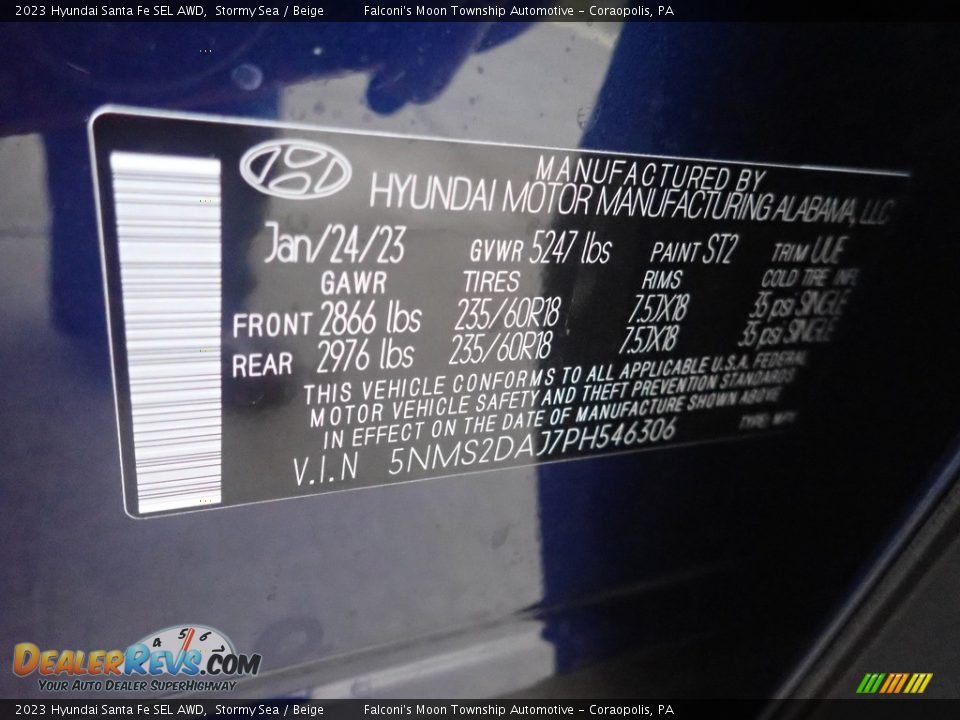 2023 Hyundai Santa Fe SEL AWD, Stormy Sea / Beige Falconi's Moon Township Automotive - Coraopolis, PA
MANUFACTURED BY
HYUNDAI MOTOR MANUFACTURING ALABAMA, LLC
Jan/24/23 GVWR 5247 lbs PAINT ST2 TRIM UUE
GAWR TIRES RIMS COLD TIRE INFL
FRONT 2866 lbs 235/60R18 7.5JX18 35 psi SINGLE
REAR 2976 lbs 235/60R18 7.5JX18 35 psi SINGLE
THIS VEHICLE CONFORMS TO ALL APPLICABLE U.S.A. FEDERAL
MOTOR VEHICLE SAFETY AND THEFT PREVENTION STANDARDS
IN EFFECT ON THE DATE OF MANUFACTURE SHOWN ABOVE
V.I.N 5NMS2DAJ7PH546306 TYPE:
4 5 6
DEALERREVS.COM
YOUR AUTO DEALER SUPERHIGHWAY
2023 Hyundai Santa Fe SEL AWD, Stormy Sea / Beige Falconi's Moon Township Automotive - Coraopolis, PA